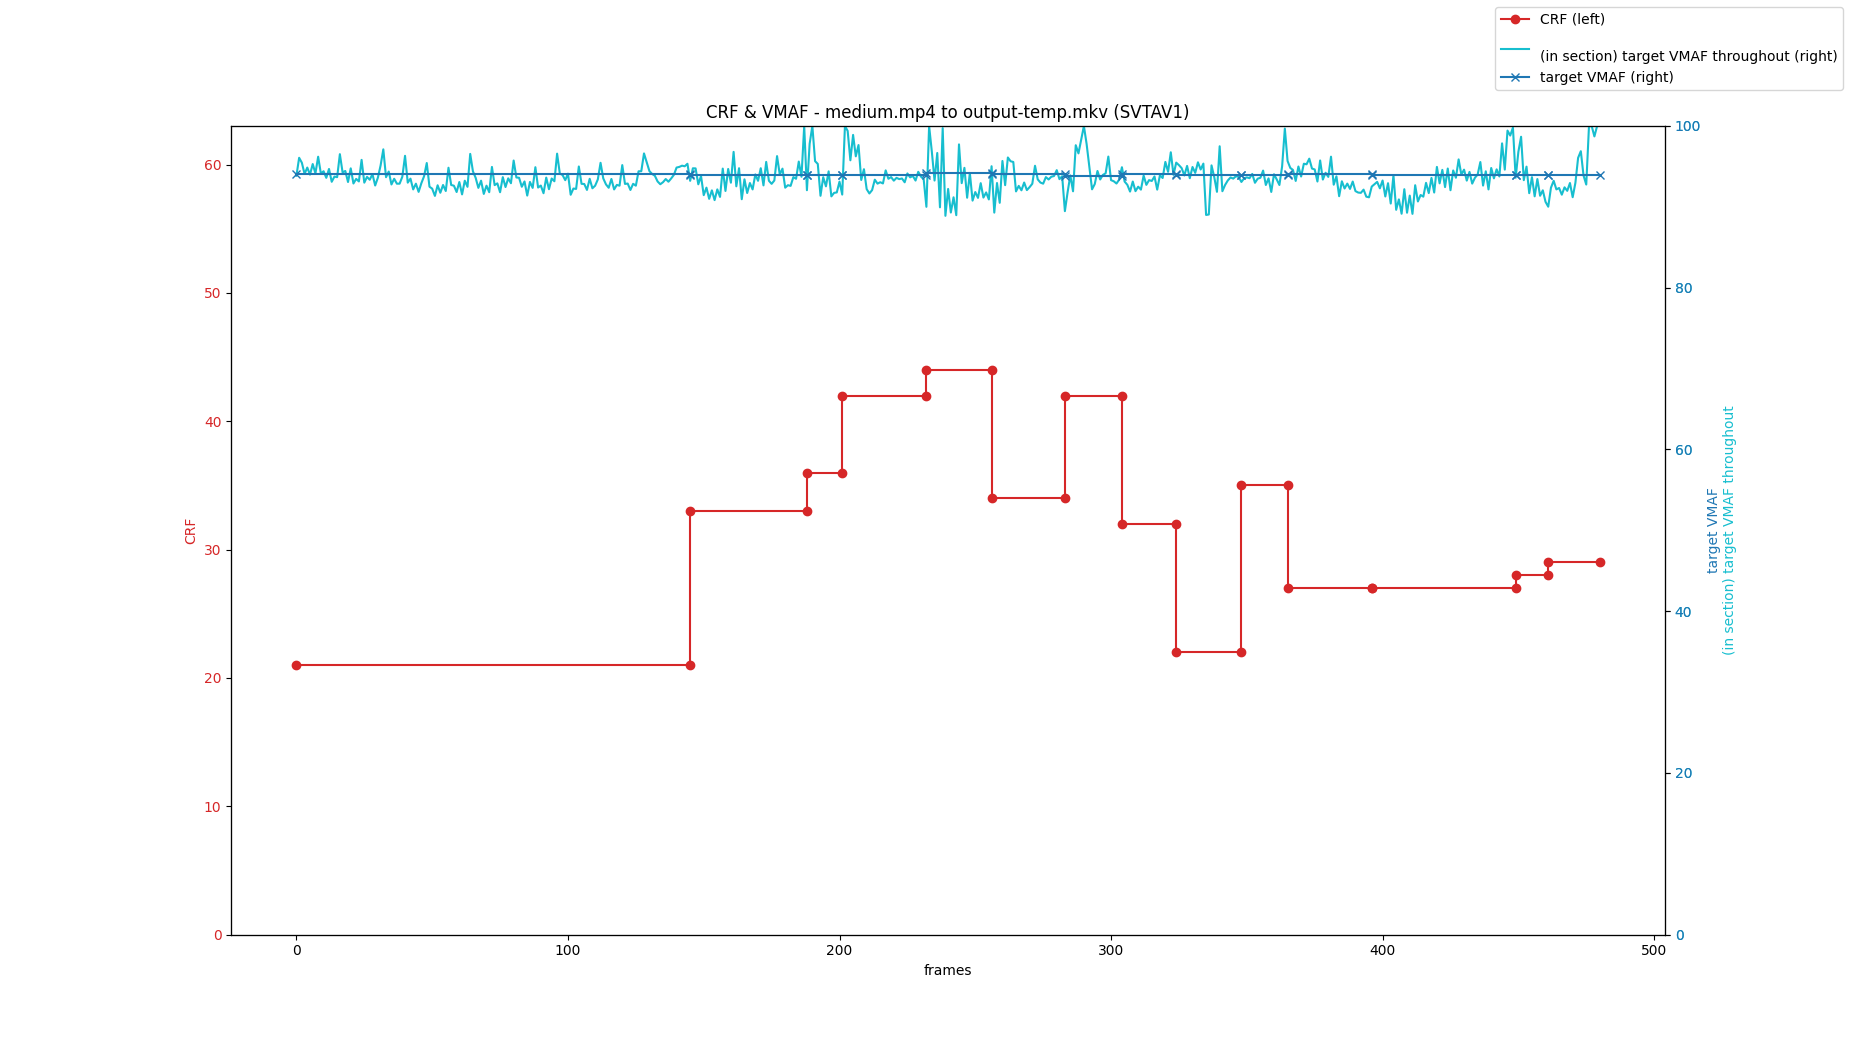 CRF (left)
(in section) target VMAF throughout (right)
target VMAF (right)
CRF & VMAF - medium.mp4 to output-temp.mkv (SVTAV1)
60
50
40
30
20
10
0
CRF
100
80
60
40
20
0
target VMAF
(in section) target VMAF throughout
0
100
200
300
400
500
frames